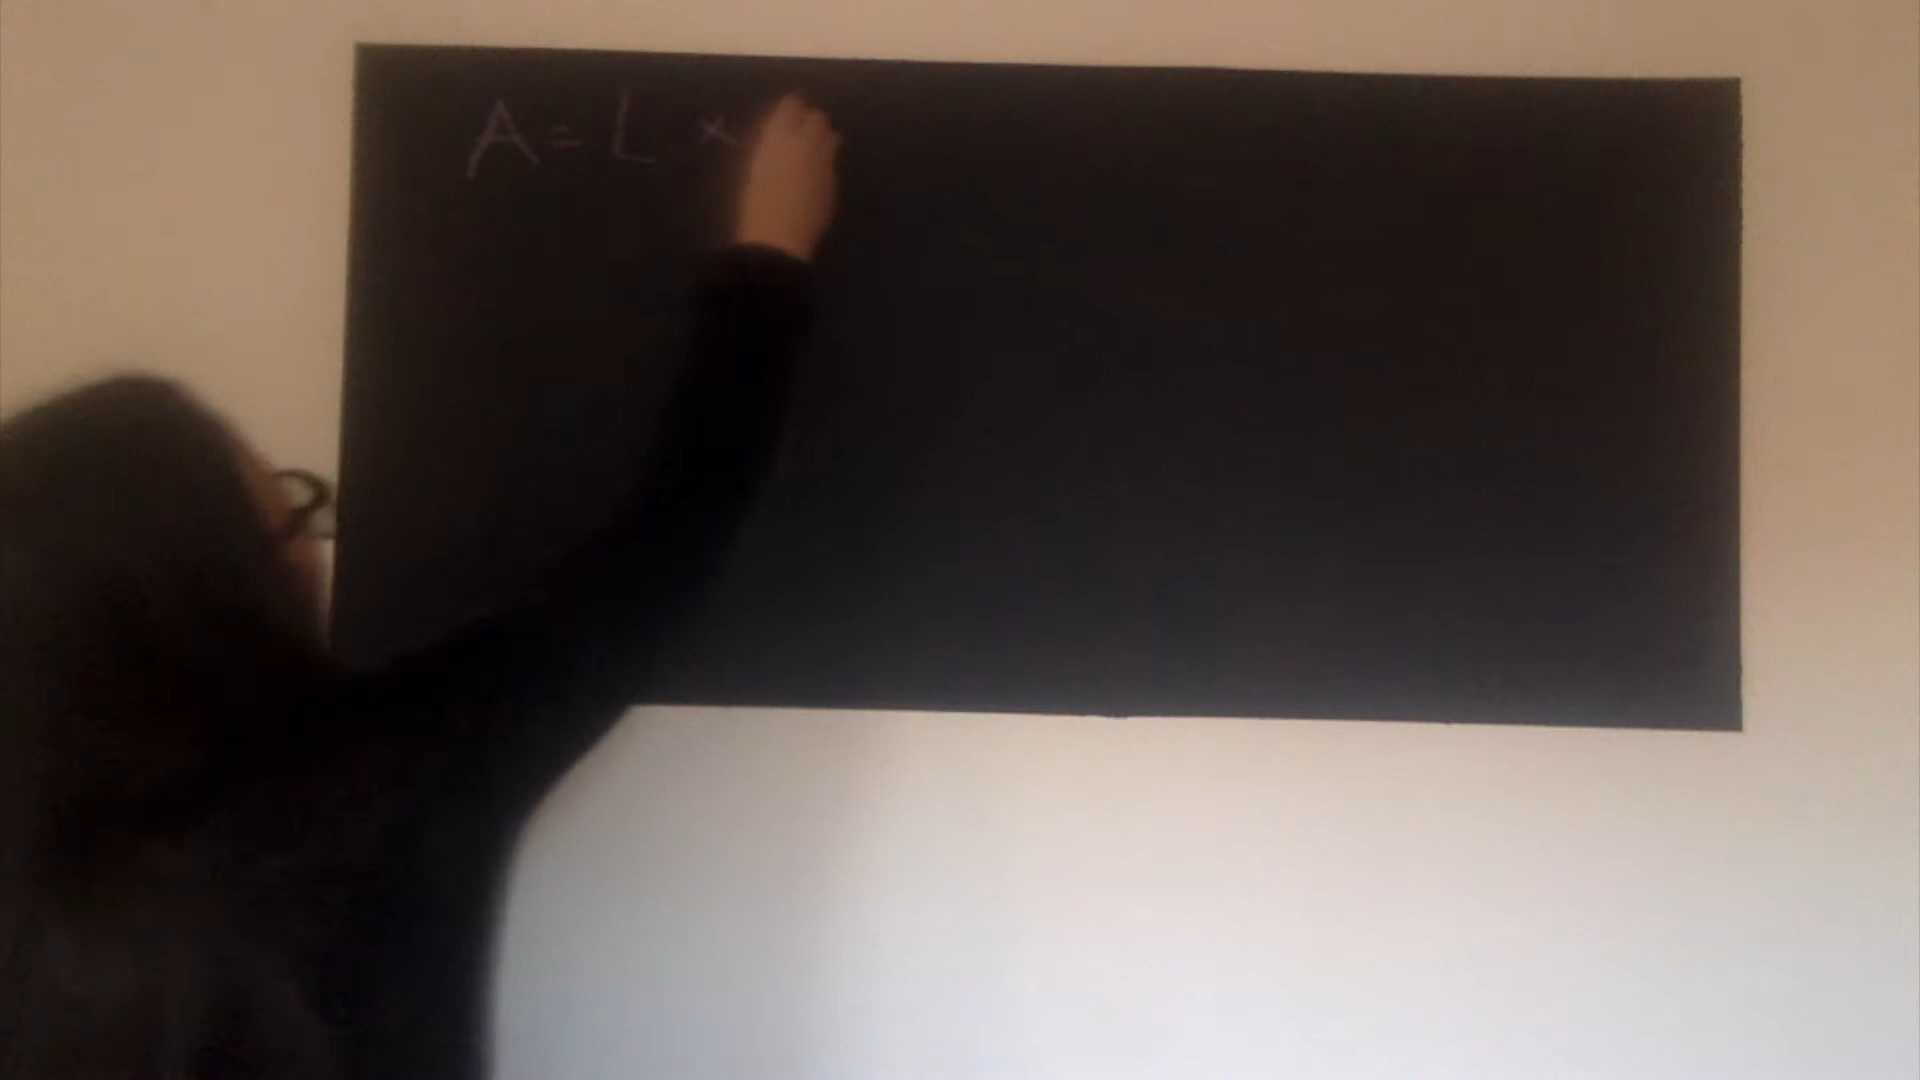 A = L ×